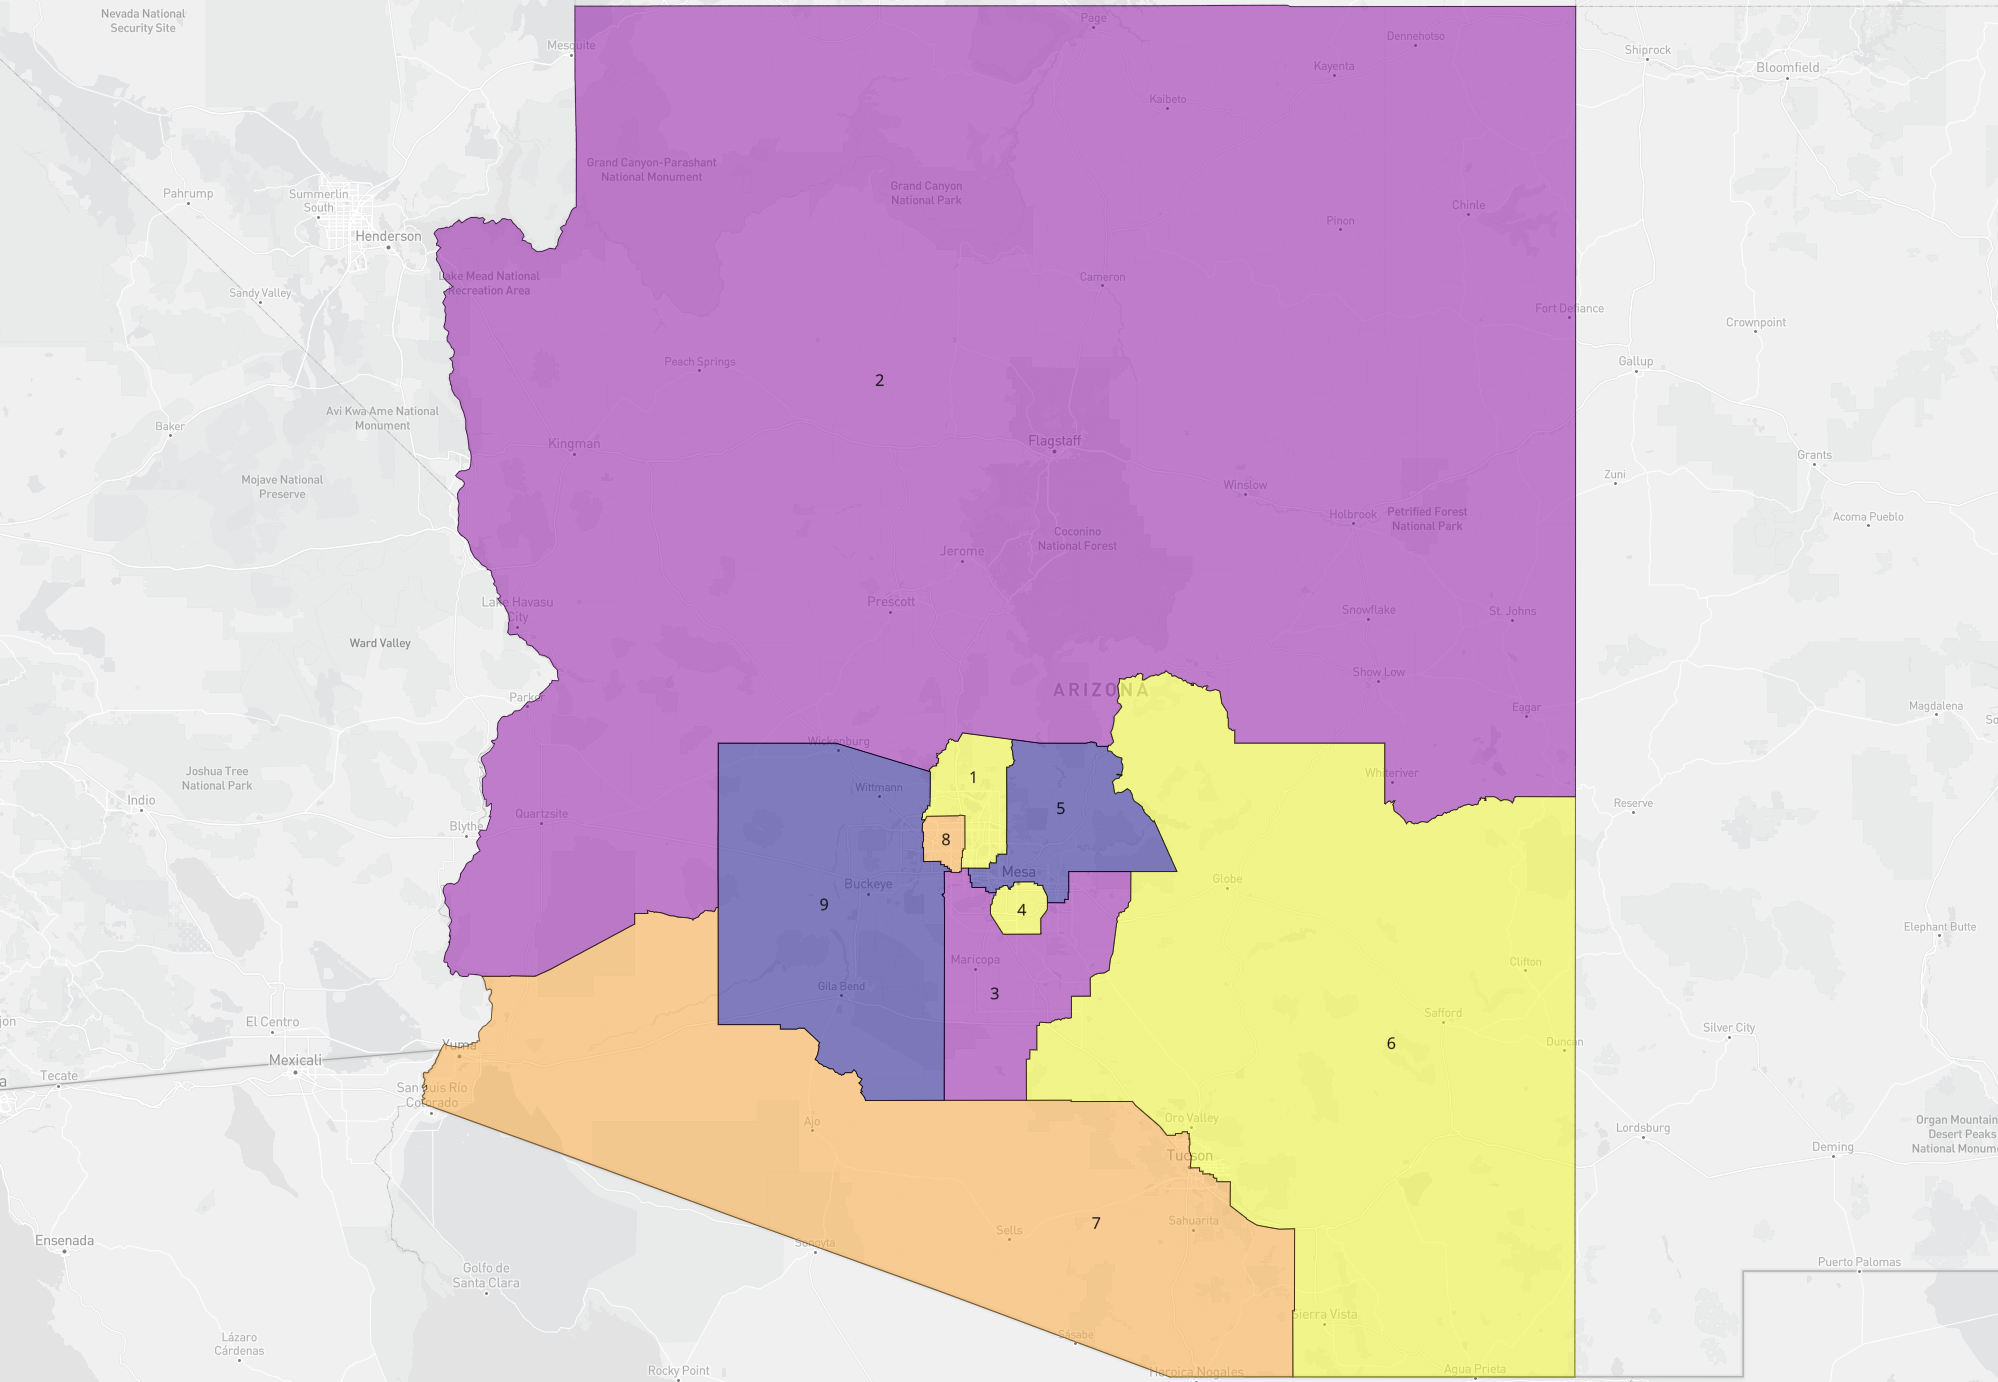 Nevada National
Security Site
Mesquite
Page
Dennehotso
Shiprock
Kayenta
Bloomfield
Kaibeto
Grand Canyon-Parashant
National Monument
Grand Canyon
National Park
Pahrump
Summerlin
South
Chinle
Pinon
Henderson
Lake Mead National
Recreation Area
Cameron
Sandy Valley
Fort Defiance
Crownpoint
Peach Springs
Gallup
2
Avi Kwa Ame National
Monument
Baker
Kingman
Flagstaff
Grants
Zuni
Mojave National
Preserve
Winslow
Holbrook
Petrified Forest
National Park
Acoma Pueblo
Coconino
National Forest
Jerome
Lake Havasu
City
Prescott
Snowflake
St. Johns
Ward Valley
Show Low
ARIZONA
Parker
Eagar
Magdalena
So
Wickenburg
Joshua Tree
National Park
1
Whiteriver
Wittmann
Indio
5
Reserve
Quartzsite
Blythe
8
Mesa
Buckeye
Globe
9
4
Elephant Butte
Maricopa
Clifton
Gila Bend
3
Safford
jon
El Centro
Silver City
Yuma
6
Duncan
Mexicali
Tecate
a
San Luis Río
Colorado
Ajo
Oro Valley
Organ Mountain
Desert Peaks
National Monume
Lordsburg
Deming
Tucson
7
Sahuarita
Sells
Ensenada
Sonoyta
Puerto Palomas
Golfo de
Santa Clara
Sierra Vista
Lázaro
Cárdenas
Sásabe
Rocky Point
Heroica Nogales
Agua Prieta